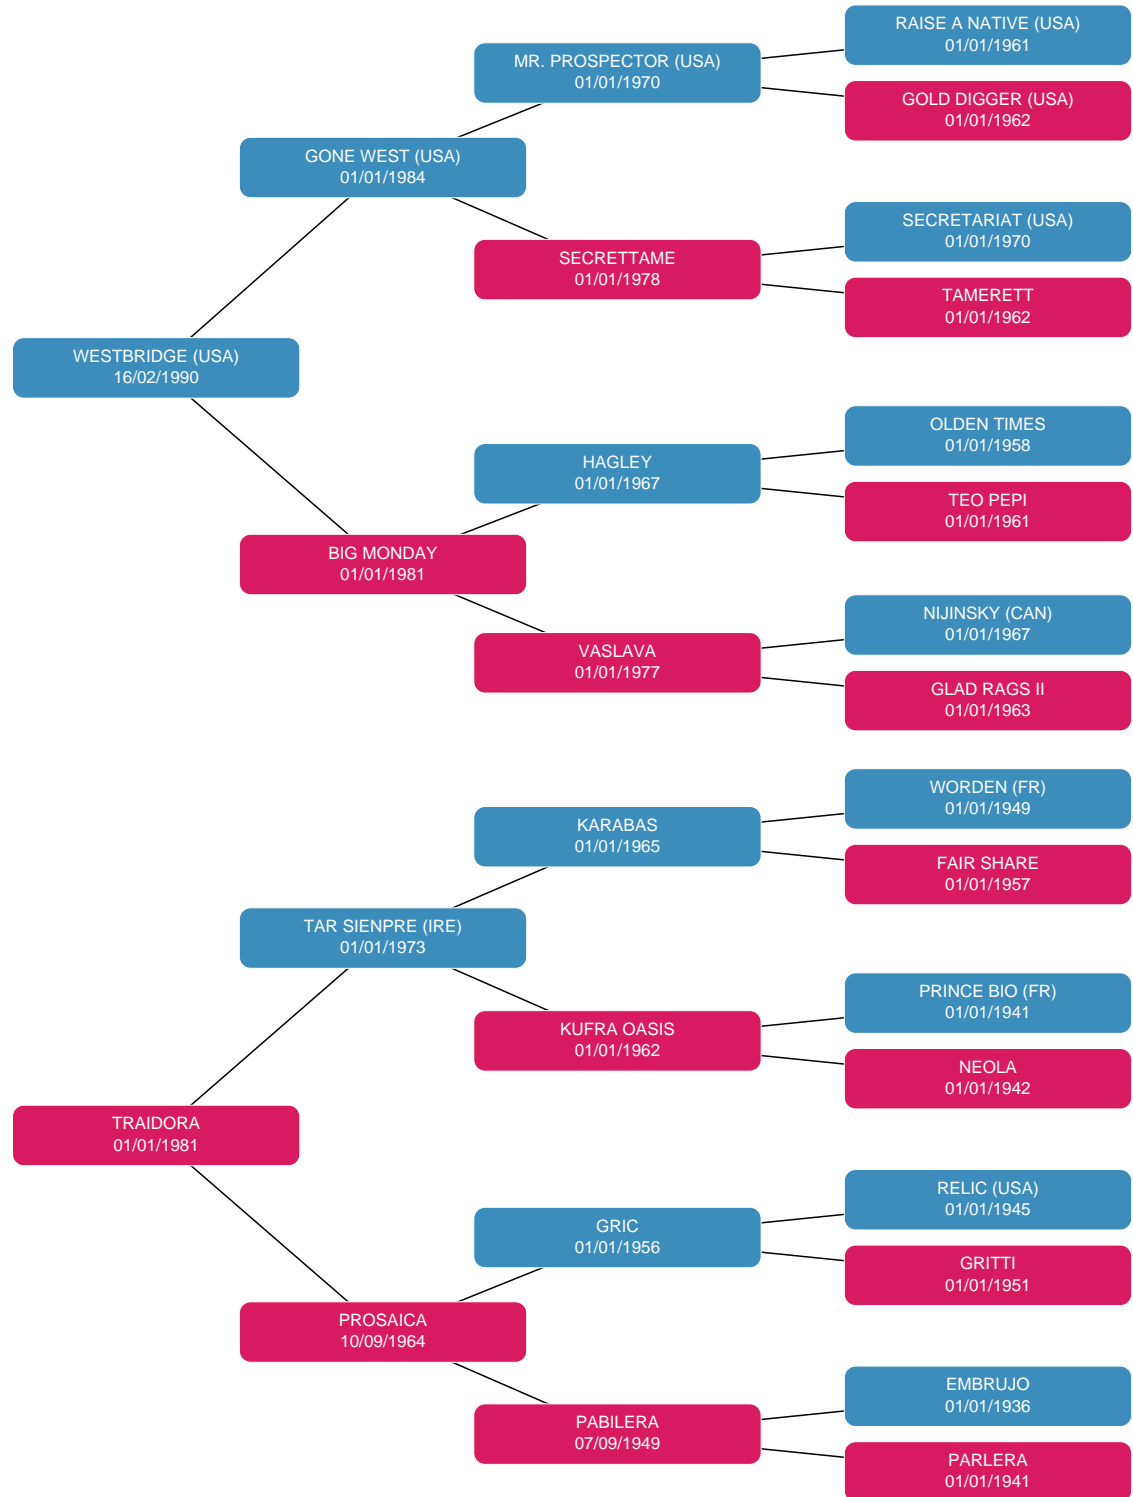 RAISE A NATIVE (USA)
01/01/1961
MR. PROSPECTOR (USA)
01/01/1970
GOLD DIGGER (USA)
01/01/1962
GONE WEST (USA)
01/01/1984
SECRETARIAT (USA)
01/01/1970
SECRETTAME
01/01/1978
TAMERETT
01/01/1962
WESTBRIDGE (USA)
16/02/1990
OLDEN TIMES
01/01/1958
HAGLEY
01/01/1967
TEO PEPI
01/01/1961
BIG MONDAY
01/01/1981
NIJINSKY (CAN)
01/01/1967
VASLAVA
01/01/1977
GLAD RAGS II
01/01/1963
WORDEN (FR)
01/01/1949
KARABAS
01/01/1965
FAIR SHARE
01/01/1957
TAR SIENPRE (IRE)
01/01/1973
PRINCE BIO (FR)
01/01/1941
KUFRA OASIS
01/01/1962
NEOLA
01/01/1942
TRAIDORA
01/01/1981
RELIC (USA)
01/01/1945
GRIC
01/01/1956
GRITTI
01/01/1951
PROSAICA
10/09/1964
EMBRUJO
01/01/1936
PABILERA
07/09/1949
PARLERA
01/01/1941